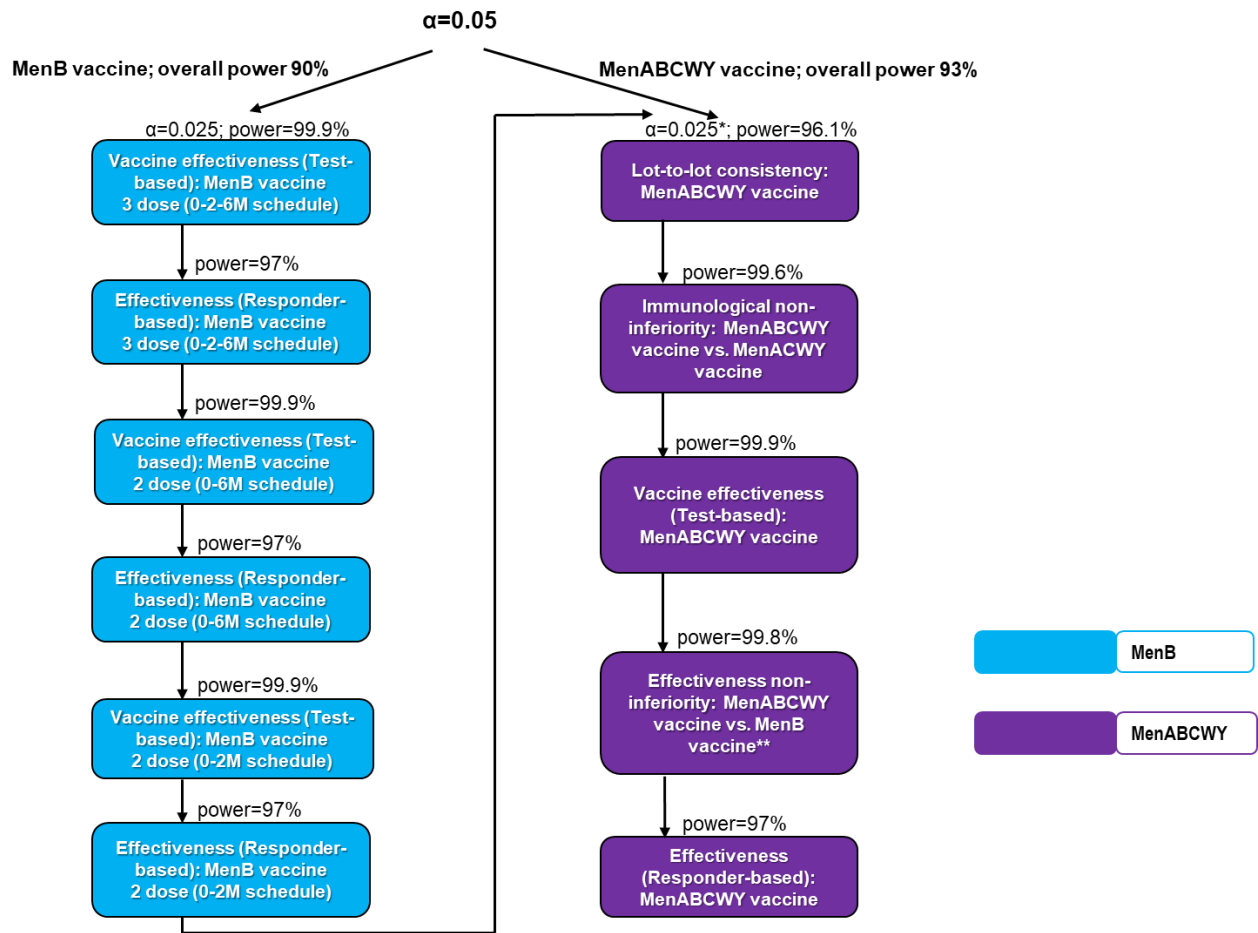 α=0.05
MenB vaccine; overall power 90%
MenABCWY vaccine; overall power 93%
α=0.025; power=99.9%
Vaccine effectiveness (Test-
based): MenB vaccine
3 dose (0-2-6M schedule)
power=97%
Effectiveness (Responder-
based): MenB vaccine
3 dose (0-2-6M schedule)
power=99.9%
Vaccine effectiveness (Test-
based): MenB vaccine
2 dose (0-6M schedule)
power=97%
Effectiveness (Responder-
based): MenB vaccine
2 dose (0-6M schedule)
power=99.9%
Vaccine effectiveness (Test-
based): MenB vaccine
2 dose (0-2M schedule)
power=97%
Effectiveness (Responder-
based): MenB vaccine
2 dose (0-2M schedule)
α=0.025*; power=96.1%
Lot-to-lot consistency:
MenABCWY vaccine
power=99.6%
Immunological non-
inferiority: MenABCWY
vaccine vs. MenACWY
vaccine
power=99.9%
Vaccine effectiveness
(Test-based):
MenABCWY vaccine
power=99.8%
Effectiveness non-
inferiority: MenABCWY
vaccine vs. MenB
vaccine**
power=97%
Effectiveness
(Responder-based):
MenABCWY vaccine
MenB
MenABCWY